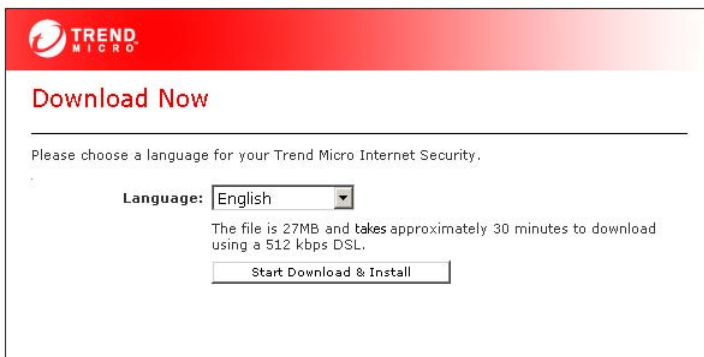 TREND
MICRO
Download Now
Please choose a language for your Trend Micro Internet Security.
Language: English
The file is 27MB and takes approximately 30 minutes to download
using a 512 kbps DSL.
Start Download & Install